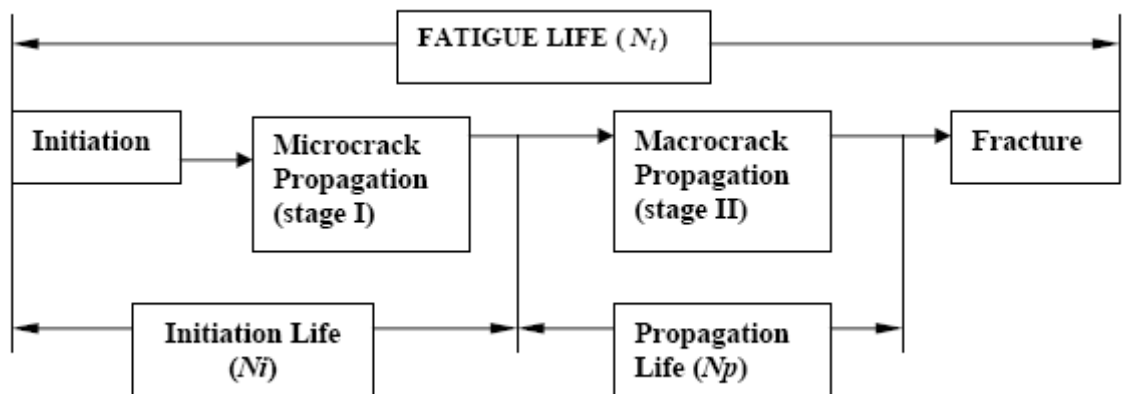 FATIGUE LIFE ( Nt)
Initiation
Microcrack
Propagation
(stage I)
Macrocrack
Propagation
(stage II)
Fracture
Initiation Life
(Ni)
Propagation
Life (Np)